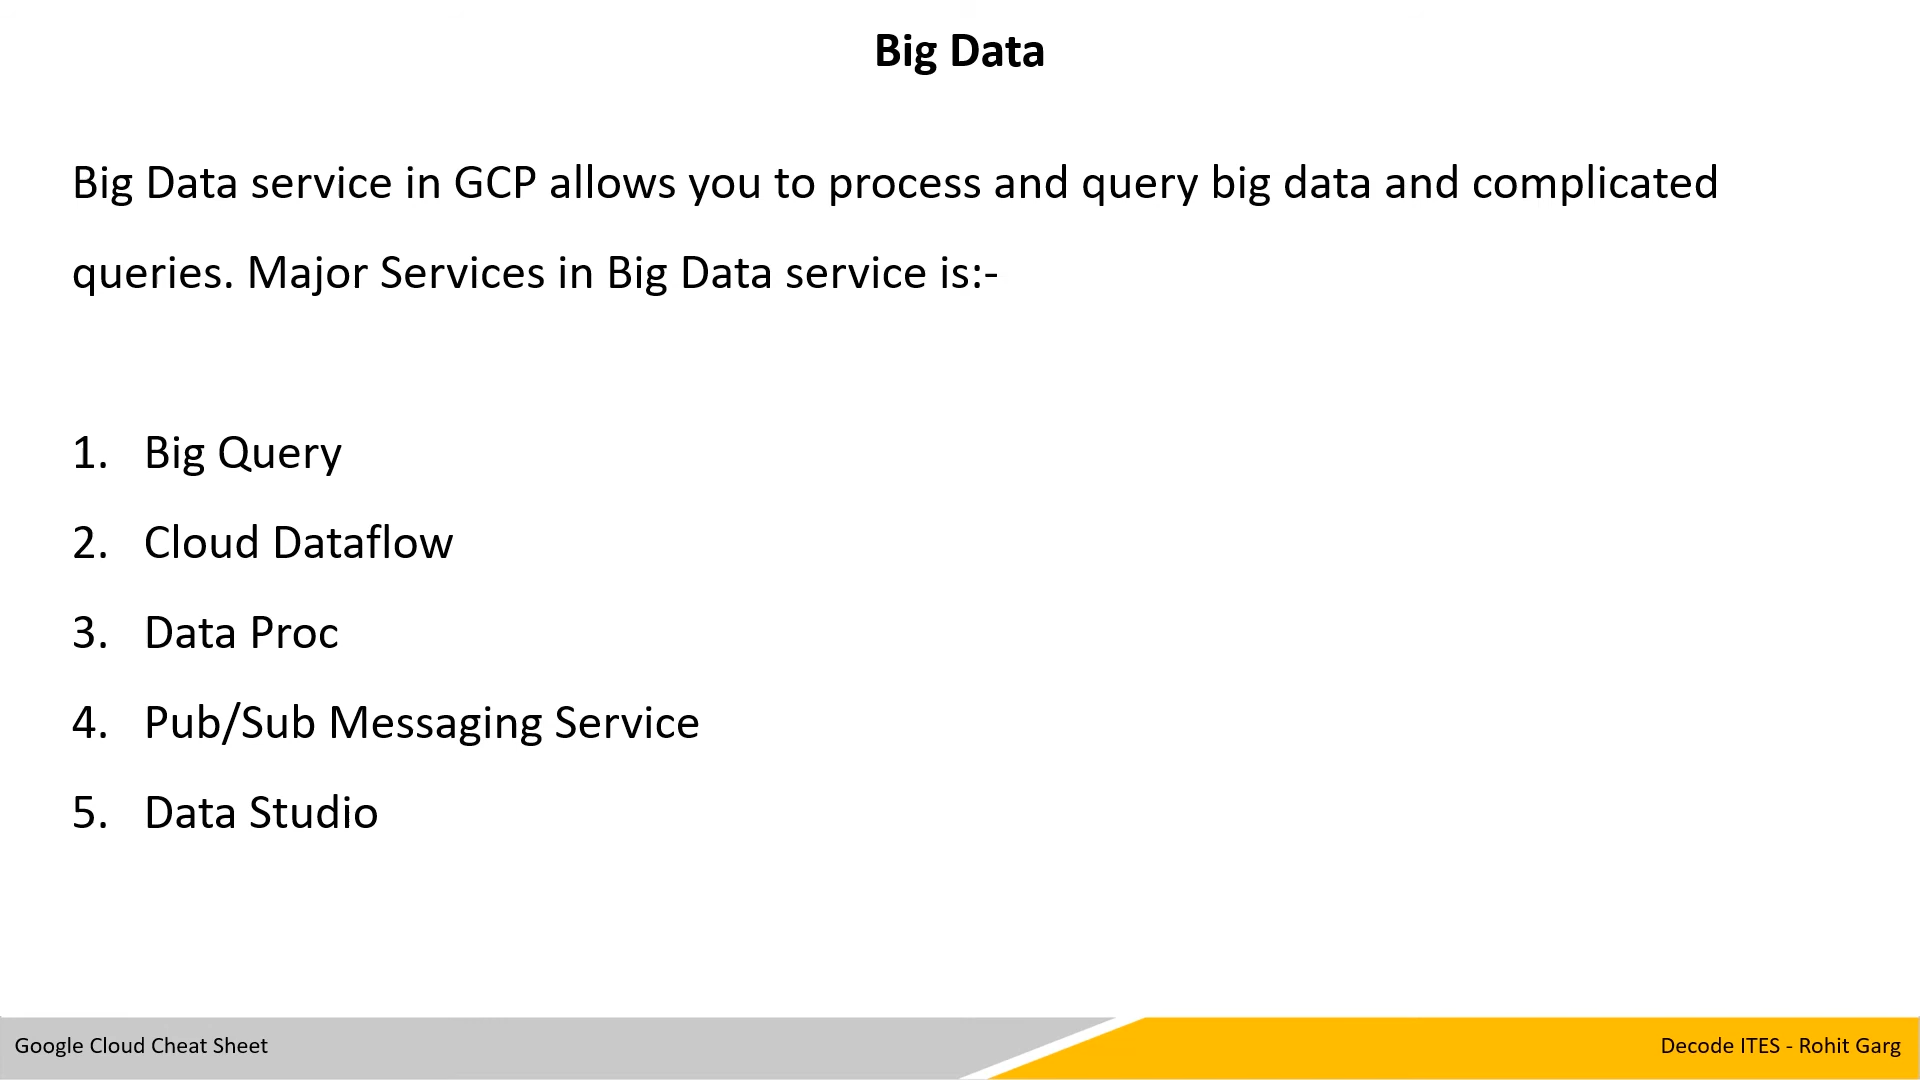 Big Data
Big Data service in GCP allows you to process and query big data and complicated
queries. Major Services in Big Data service is:-
1. Big Query
2. Cloud Dataflow
3. Data Proc
4. Pub/Sub Messaging Service
5. Data Studio
Google Cloud Cheat Sheet
Decode ITES - Rohit Garg